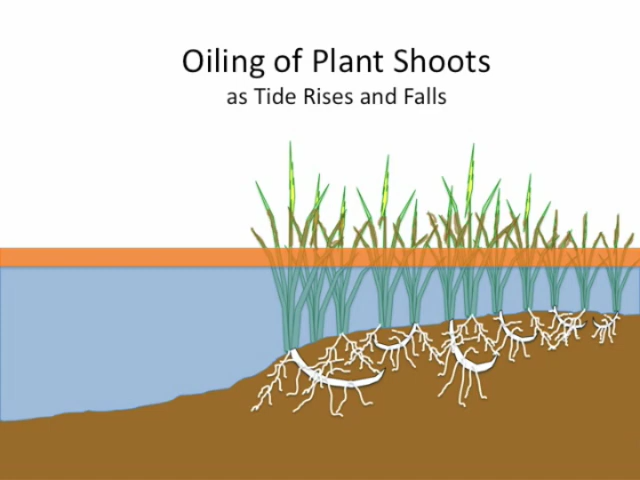 Oiling of Plant Shoots
as Tide Rises and Falls